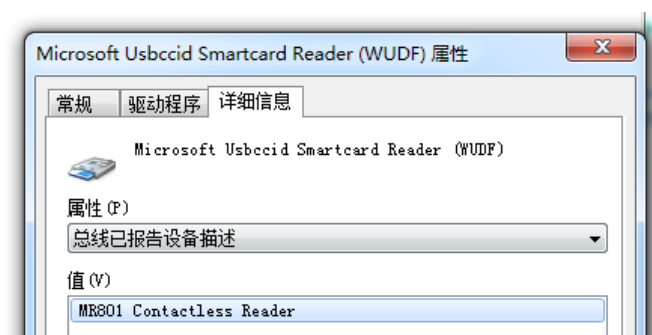 Microsoft Usbccid Smartcard Reader (WUDF) 属性
常规 驱动程序 详细信息
Microsoft Usbccid Smartcard Reader (WUDF)
属性(P)
总线已报告设备描述
值(V)
MR801 Contactless Reader